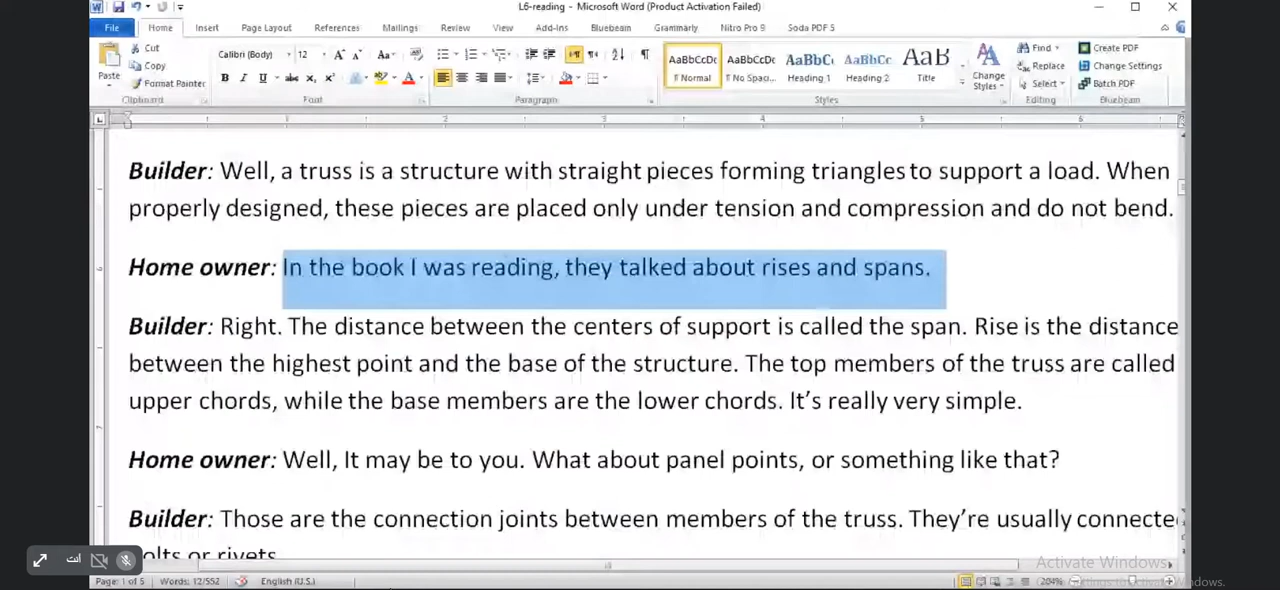 L6-reading - Microsoft Word (Product Activation Failed)
File Home Insert Page Layout References Mailings Review View Add-Ins Bluebeam Grammarly Nitro Pro 9 Soda PDF 5
Cut
Copy
Format Painter
Paste
Clipboard
Calibri (Body) 12
Font
Paragraph
AaBbCcDc AaBbCcDc AaBbC AaBbCc AaB
Normal No Spaci... Heading 1 Heading 2 Title
Change
Styles
Styles
Find
Replace
Select
Editing
Create PDF
Change Settings
Batch PDF
Bluebeam
Builder: Well, a truss is a structure with straight pieces forming triangles to support a load. When
properly designed, these pieces are placed only under tension and compression and do not bend.
Home owner: In the book I was reading, they talked about rises and spans.
Builder: Right. The distance between the centers of support is called the span. Rise is the distance
between the highest point and the base of the structure. The top members of the truss are called
upper chords, while the base members are the lower chords. It’s really very simple.
Home owner: Well, It may be to you. What about panel points, or something like that?
Builder: Those are the connection joints between members of the truss. They’re usually connecte
olts or rivets
انت
Activate Windows
Page: 1 of 5 Words: 12/552 English (U.S.) 204%